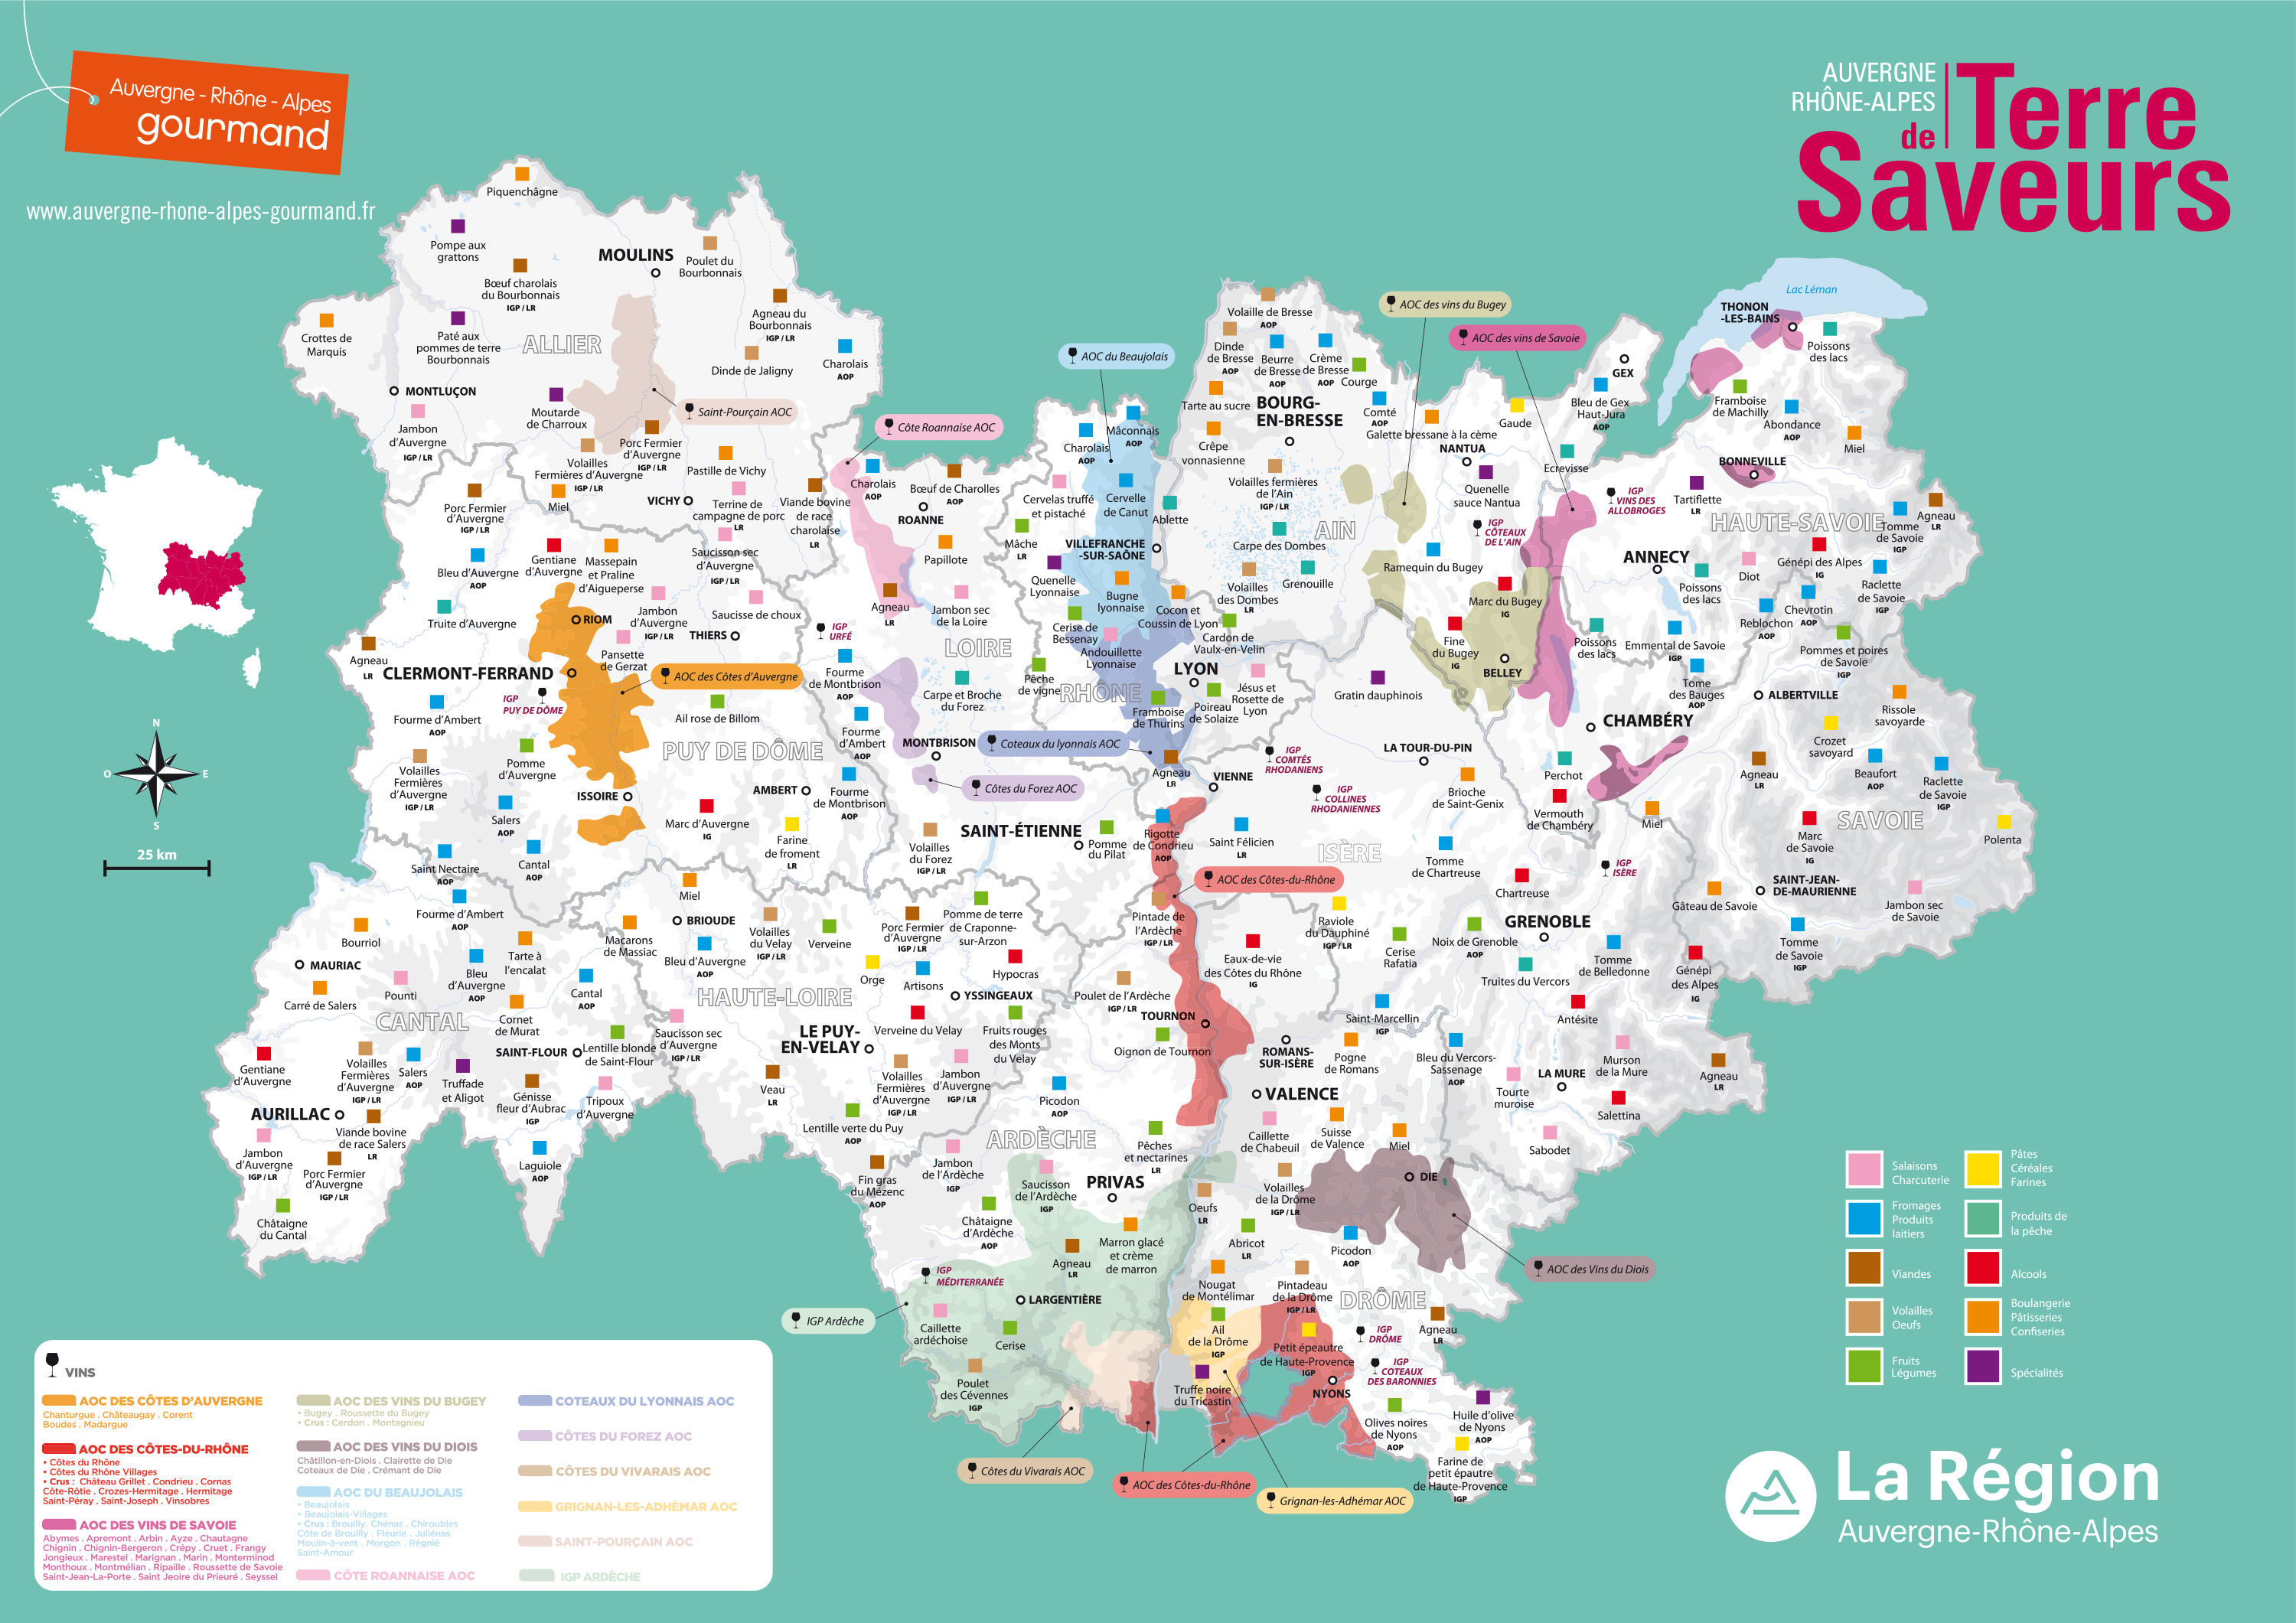 Auvergne - Rhône - Alpes
gourmand
www.auvergne-rhone-alpes-gourmand.fr
AUVERGNE
RHÔNE-ALPES
Terre
de
Saveurs
Piquenchâgne
Pompe aux
grattons
Bœuf charolais
du Bourbonnais
IGP / LR
MOULINS
Poulet du
Bourbonnais
Agneau du
Bourbonnais
IGP / LR
Crottes de
Marquis
Paté aux
pommes de terre
Bourbonnais
ALLIER
Dinde de Jaligny
Charolais
AOP
MONTLUÇON
Jambon
d'Auvergne
IGP / LR
Moutarde
de Charroux
Saint-Pourçain AOC
Porc Fermier
d'Auvergne
IGP / LR
Volailles
Fermières d'Auvergne
IGP / LR
Pastille de Vichy
VICHY
Terrine de
campagne de porc
LR
Viande bovine
de race
charolaise
LR
Porc Fermier
d'Auvergne
IGP / LR
Miel
Saucisson sec
d'Auvergne
IGP / LR
Bleu d'Auvergne
AOP
Gentiane
d'Auvergne
Massepain
et Praline
d'Aigueperse
Jambon
d'Auvergne
IGP / LR
Saucisse de choux
Truite d'Auvergne
RIOM
THIERS
Agneau
LR
CLERMONT-FERRAND
Pansette
de Gerzat
AOC des Côtes d'Auvergne
IGP
PUY DE DÔME
Fourme d'Ambert
AOP
Ail rose de Billom
PUY DE DÔME
Volailles
Fermières
d'Auvergne
IGP / LR
Pomme
d'Auvergne
ISSOIRE
AMBERT
Salers
AOP
Marc d'Auvergne
IG
Farine
de froment
LR
Saint Nectaire
AOP
Cantal
AOP
Côte Roannaise AOC
Charolais
AOP
Bœuf de Charolles
AOP
ROANNE
Papillote
Agneau
LR
Jambon sec
de la Loire
IGP
URFÉ
LOIRE
Fourme
de Montbrison
AOP
Carpe et Broche
du Forez
Fourme
d'Ambert
AOP
MONTBRISON
Côtes du Forez AOC
Fourme
de Montbrison
AOP
SAINT-ÉTIENNE
Volailles
du Forez
IGP / LR
Pomme
du Pilat
AOC du Beaujolais
Mâconnais
AOP
Charolais
AOP
Cervelas truffé
et pistaché
Cervelle
de Canut
Ablette
Mâche
LR
VILLEFRANCHE
-SUR-SAÔNE
Quenelle
Lyonnaise
Bugne
lyonnaise
Cocon et
Coussin de Lyon
Cerise de
Bessenay
Andouillette
Lyonnaise
Cardon de
Vaulx-en-Velin
Pêche
de vigne
RHÔNE
LYON
Jésus et
Rosette de
Lyon
Framboise
de Thurins
Poireau
de Solaize
Coteaux du lyonnais AOC
Agneau
LR
VIENNE
Volaille de Bresse
AOP
Dinde
de Bresse
AOP
Beurre
de Bresse
AOP
Crème
de Bresse
AOP
Courge
Tarte au sucre
BOURG-
EN-BRESSE
Comté
AOP
Galette bressane à la cème
Gaude
Crêpe
vonnasienne
NANTUA
Volailles fermières
de l'Ain
IGP / LR
Quenelle
sauce Nantua
Ecrevisse
AIN
Carpe des Dombes
IGP
CÔTEAUX
DE L'AIN
Volailles
des Dombes
LR
Grenouille
Ramequin du Bugey
Marc du Bugey
IG
Fine
du Bugey
IG
BELLEY
AOC des vins du Bugey
AOC des vins de Savoie
GEX
Bleu de Gex
Haut-Jura
AOP
Lac Léman
THONON
-LES-BAINS
Poissons
des lacs
Framboise
de Machilly
Abondance
AOP
Miel
BONNEVILLE
IGP
VINS DES
ALLOBROGES
Tartiflette
LR
HAUTE-SAVOIE
Tomme
de Savoie
IGP
Agneau
LR
ANNECY
Diot
Génépi des Alpes
IG
Poissons
des lacs
Raclette
de Savoie
IGP
Reblochon
AOP
Chevrotin
AOP
Poissons
des lacs
Emmental de Savoie
IGP
Pommes et poires
de Savoie
IGP
Tome
des Bauges
AOP
ALBERTVILLE
Rissole
savoyarde
CHAMBÉRY
Crozet
savoyard
Agneau
LR
Beaufort
AOP
Raclette
de Savoie
IGP
Perchot
Vermouth
de Chambéry
Miel
Marc
de Savoie
IG
SAVOIE
Polenta
IGP
ISÈRE
SAINT-JEAN-
DE-MAURIENNE
Gâteau de Savoie
Jambon sec
de Savoie
Tomme
de Savoie
IGP
Gratin dauphinois
IGP
COMTÉS
RHODANIENS
LA TOUR-DU-PIN
IGP
COLLINES
RHODANIENNES
Brioche
de Saint-Genix
Rigotte
de Condrieu
AOP
Saint Félicien
LR
ISÈRE
Tomme
de Chartreuse
AOC des Côtes-du-Rhône
Chartreuse
Pintade de
l'Ardèche
IGP / LR
Raviole
du Dauphiné
IGP / LR
GRENOBLE
Cerise
Rafatia
Noix de Grenoble
AOP
Eaux-de-vie
des Côtes du Rhône
IG
Truites du Vercors
Tomme
de Belledonne
Génépi
des Alpes
IG
Saint-Marcellin
IGP
Antésite
Pogne
de Romans
Bleu du Vercors-
Sassenage
AOP
Murson
de la Mure
LA MURE
Agneau
LR
Tourte
muroise
Salettina
Sabodet
Fourme d'Ambert
AOP
Bourriol
Tarte à
l'encalat
Macarons
de Massiac
MAURIAC
Bleu
d'Auvergne
AOP
Pounti
Carré de Salers
Cantal
AOP
CANTAL
Cornet
de Murat
SAINT-FLOUR
Lentille blonde
de Saint-Flour
Gentiane
d'Auvergne
Volailles
Fermières
d'Auvergne
IGP / LR
Salers
AOP
Truffade
et Aligot
Génisse
fleur d'Aubrac
IGP
Tripoux
d'Auvergne
AURILLAC
Viande bovine
de race Salers
LR
Jambon
d'Auvergne
IGP / LR
Porc Fermier
d'Auvergne
IGP / LR
Laguiole
AOP
Châtaigne
du Cantal
Miel
BRIOUDE
Bleu d'Auvergne
AOP
Volailles
du Velay
IGP / LR
Verveine
Porc Fermier
d'Auvergne
IGP / LR
Pomme de terre
de Craponne-
sur-Arzon
Orge
Artisons
Hypocras
HAUTE-LOIRE
YSSINGEAUX
Saucisson sec
d'Auvergne
IGP / LR
LE PUY-
EN-VELAY
Verveine du Velay
Fruits rouges
des Monts
du Velay
Veau
LR
Volailles
Fermières
d'Auvergne
IGP / LR
Jambon
d'Auvergne
IGP / LR
Lentille verte du Puy
AOP
Poulet de l'Ardèche
IGP / LR
TOURNON
Oignon de Tournon
Picodon
AOP
ARDÈCHE
Pêches
et nectarines
LR
Fin gras
du Mézenc
AOP
Jambon
de l'Ardèche
IGP
Saucisson
de l'Ardèche
IGP
PRIVAS
Châtaigne
d'Ardèche
AOP
Agneau
LR
Marron glacé
et crème
de marron
IGP
MÉDITERRANÉE
IGP Ardèche
LARGENTIÈRE
Caillette
ardéchoise
Cerise
Poulet
des Cévennes
IGP
Côtes du Vivarais AOC
AOC des Côtes-du-Rhône
Grignan-les-Adhémar AOC
ROMANS-
SUR-ISÈRE
VALENCE
Caillette
de Chabeuil
Suisse
de Valence
Miel
DIE
Volailles
de la Drôme
IGP / LR
Oeufs
LR
Abricot
LR
Picodon
AOP
AOC des Vins du Diois
Nougat
de Montélimar
Pintadeau
de la Drôme
IGP / LR
DRÔME
Ail
de la Drôme
IGP
Petit épeautre
de Haute-Provence
IGP
IGP
DRÔME
Agneau
LR
IGP
COTEAUX
DES BARONNIES
Truffe noire
du Tricastin
NYONS
Olives noires
de Nyons
AOP
Huile d'olive
de Nyons
AOP
Farine de
petit épautre
de Haute-Provence
IGP
N
O
E
S
25 km
VINS
AOC DES CÔTES D'AUVERGNE
Chanturgue . Châteaugay . Corent
Boudes . Madargue
AOC DES CÔTES-DU-RHÔNE
• Côtes du Rhône
• Côtes du Rhône Villages
• Crus : Château Grillet . Condrieu . Cornas
Côte-Rôtie . Crozes-Hermitage . Hermitage
Saint-Péray . Saint-Joseph . Vinsobres
AOC DES VINS DE SAVOIE
Abymes . Apremont . Arbin . Ayze . Chautagne
Chignin . Chignin-Bergeron . Crépy . Cruet . Frangy
Jongieux . Marestel . Marignan . Marin . Monterminod
Monthoux . Montmélian . Ripaille . Roussette de Savoie
Saint-Jean-La-Porte . Saint Jeoire du Prieuré . Seyssel
AOC DES VINS DU BUGEY
• Bugey . Roussette du Bugey
• Crus : Cerdon . Montagnieu
AOC DES VINS DU DIOIS
Châtillon-en-Diois . Clairette de Die
Coteaux de Die . Crémant de Die
AOC DU BEAUJOLAIS
• Beaujolais
• Beaujolais-Villages
• Crus : Brouilly, Chénas . Chiroubles
Côte de Brouilly . Fleurie . Juliénas
Moulin-à-vent . Morgon . Régnié
Saint-Amour
CÔTE ROANNAISE AOC
COTEAUX DU LYONNAIS AOC
CÔTES DU FOREZ AOC
CÔTES DU VIVARAIS AOC
GRIGNAN-LES-ADHÉMAR AOC
SAINT-POURÇAIN AOC
IGP ARDÈCHE
Salaisons
Charcuterie
Fromages
Produits
laitiers
Viandes
Volailles
Oeufs
Fruits
Légumes
Pâtes
Céréales
Farines
Produits de
la pêche
Alcools
Boulangerie
Pâtisseries
Confiseries
Spécialités
La Région
Auvergne-Rhône-Alpes